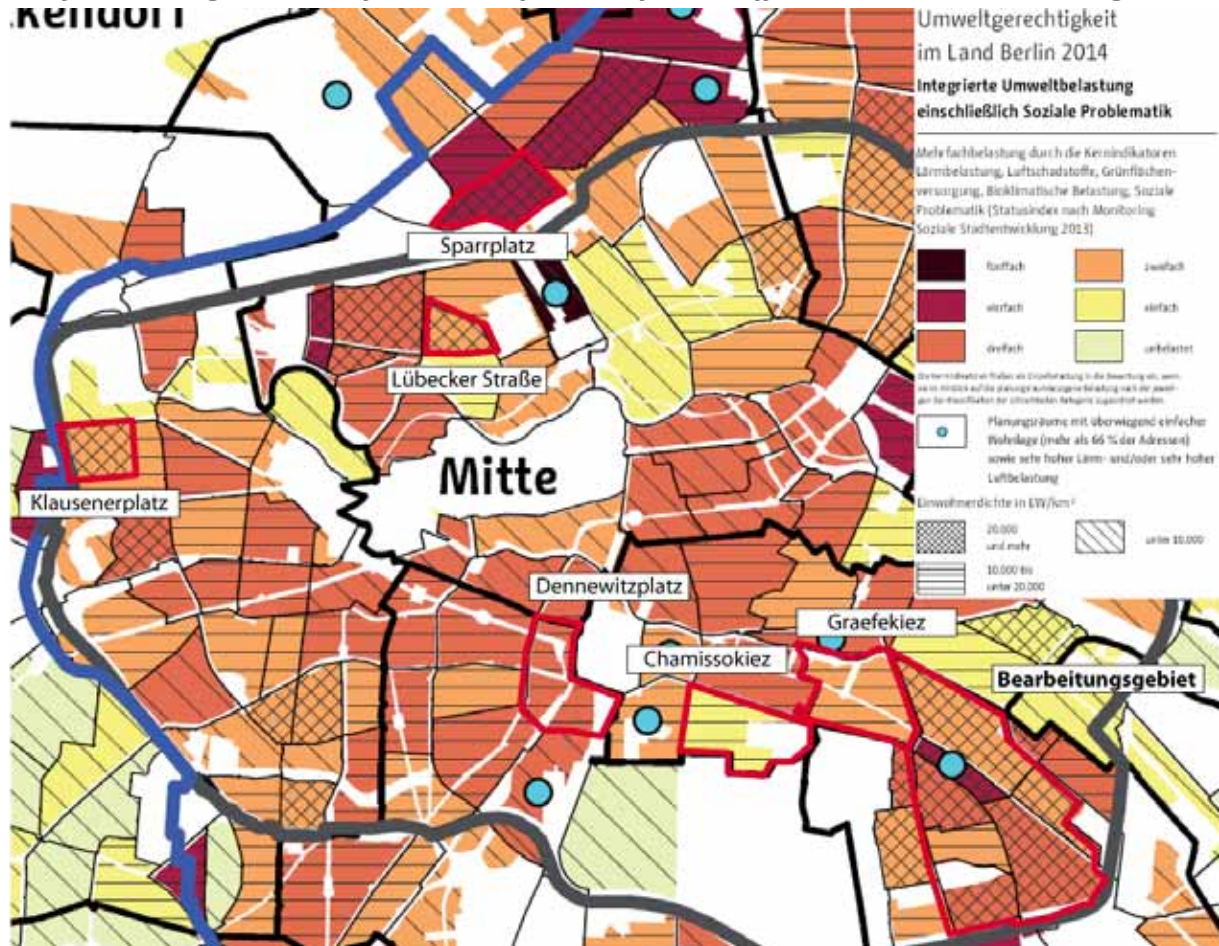 Umweltgerechtigkeit
im Land Berlin 2014
Integrierte Umweltbelastung
einschließlich Soziale Problematik
Mehrfachbelastung durch die Kernindikatoren
Lärmbelastung, Luftschadstoffe, Grünflächen-
versorgung, Bioklimatische Belastung, Soziale
Problematik (Statusindex nach Monitoring
Soziale Stadtentwicklung 2013)
fünffach
zweifach
vierfach
einfach
dreifach
unbelastet
Planungsräume mit überwiegend einfacher
Wohnlage (mehr als 66 % der Adressen)
sowie sehr hoher Lärm- und/oder sehr hoher
Luftbelastung
Einwohnerdichte in EW/km²
20.000
und mehr
unter 10.000
10.000 bis
unter 20.000
kendorf
Sparrplatz
Lübecker Straße
Mitte
Klausenerplatz
Dennewitzplatz
Graefekiez
Chamissokiez
Bearbeitungsgebiet